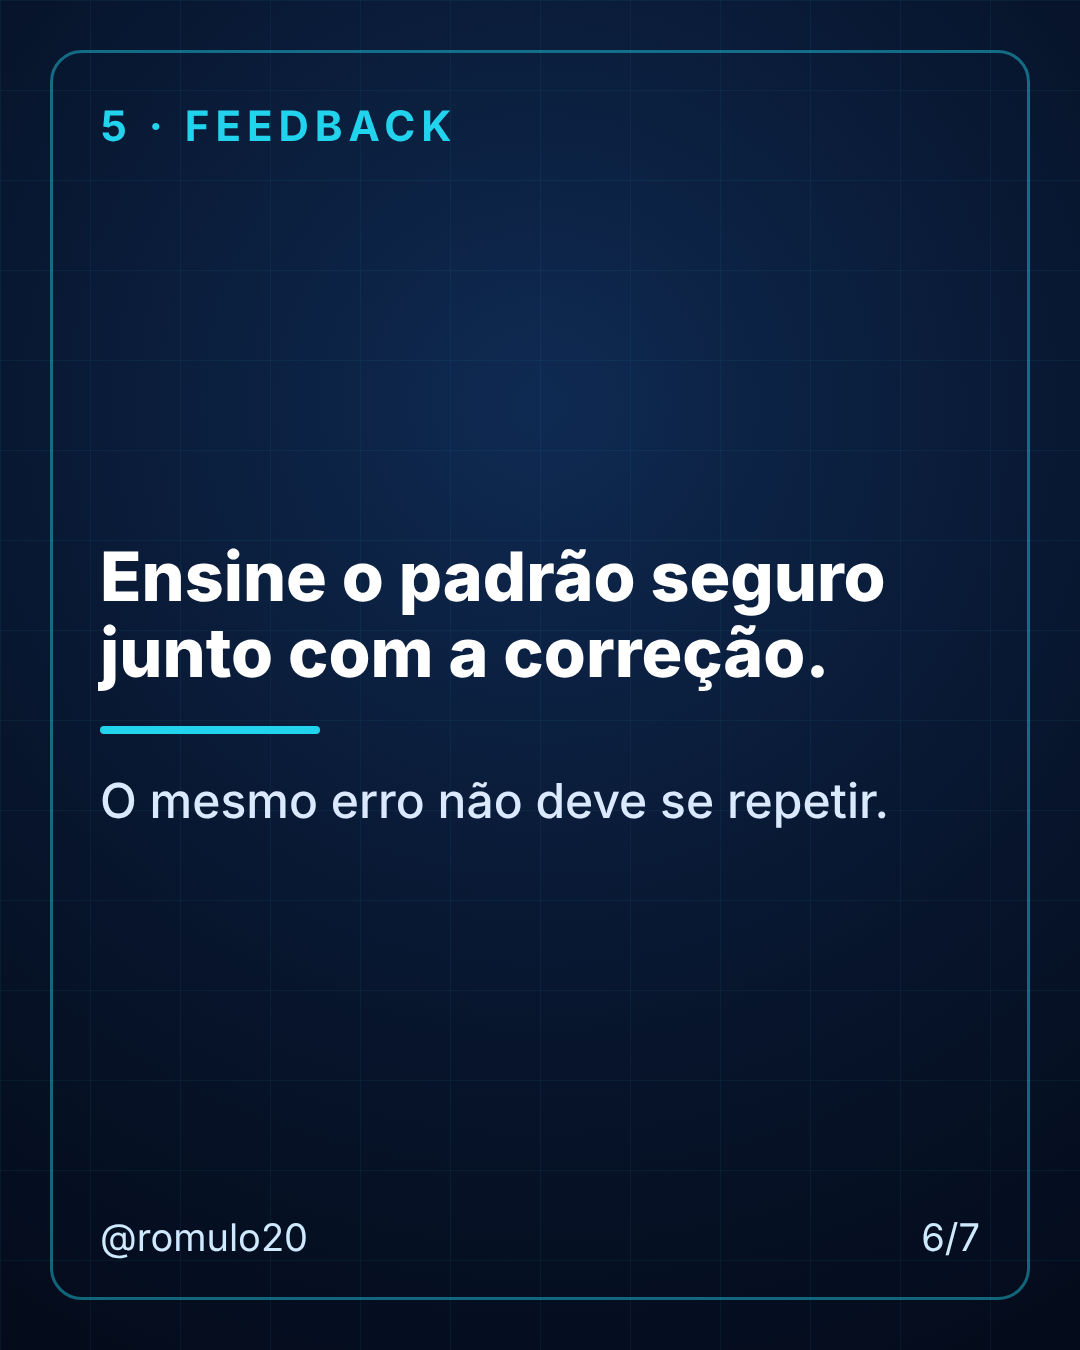 5 · FEEDBACK
Ensine o padrão seguro
junto com a correção.
O mesmo erro não deve se repetir.
@romulo20
6/7